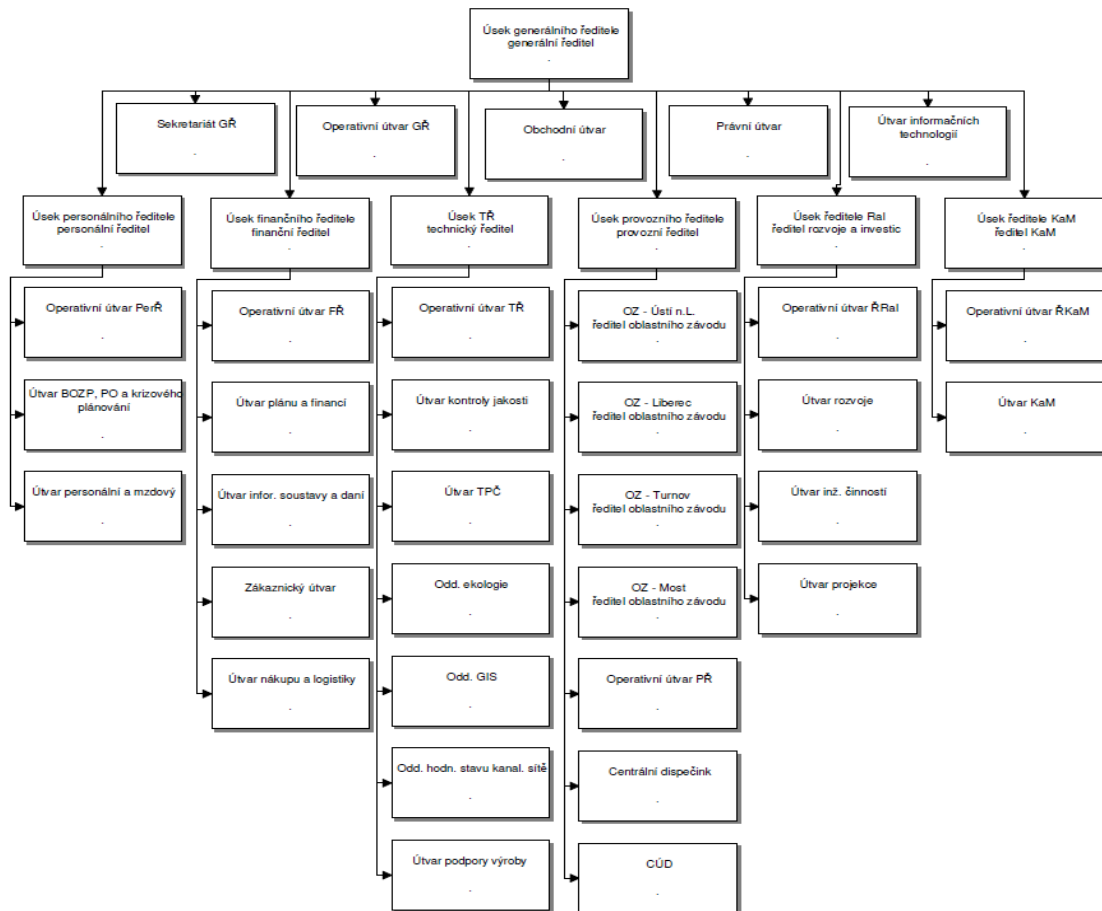 Úsek generálního ředitele
generální ředitel
.
Sekretariát GŘ
.
Operativní útvar GŘ
.
Obchodní útvar
.
Právní útvar
.
Útvar informačních
technologií
.
Úsek personálního ředitele
personální ředitel
.
Úsek finančního ředitele
finanční ředitel
.
Úsek TŘ
technický ředitel
.
Úsek provozního ředitele
provozní ředitel
.
Úsek ředitele RaI
ředitel rozvoje a investic
.
Úsek ředitele KaM
ředitel KaM
.
Operativní útvar PerŘ
.
Útvar BOZP, PO a krizového
plánování
.
Útvar personální a mzdový
.
Operativní útvar FŘ
.
Útvar plánu a financí
.
Útvar infor. soustavy a daní
.
Zákaznický útvar
.
Útvar nákupu a logistiky
.
Operativní útvar TŘ
.
Útvar kontroly jakosti
.
Útvar TPČ
.
Odd. ekologie
.
Odd. GIS
.
Odd. hodn. stavu kanal. sítě
.
Útvar podpory výroby
.
OZ - Ústí n.L.
ředitel oblastního závodu
.
OZ - Liberec
ředitel oblastního závodu
.
OZ - Turnov
ředitel oblastního závodu
.
OZ - Most
ředitel oblastního závodu
.
Operativní útvar PŘ
.
Centrální dispečink
.
CÚD
.
Operativní útvar ŘRaI
.
Útvar rozvoje
.
Útvar inž. činností
.
Útvar projekce
.
Operativní útvar ŘKaM
.
Útvar KaM
.